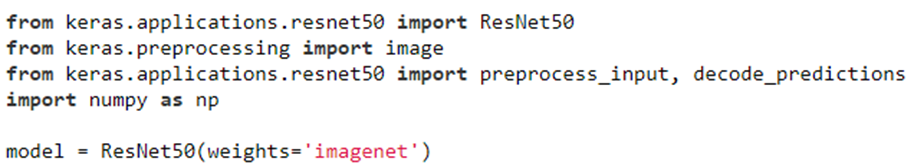 from keras.applications.resnet50 import ResNet50
from keras.preprocessing import image
from keras.applications.resnet50 import preprocess_input, decode_predictions
import numpy as np
model = ResNet50(weights='imagenet')